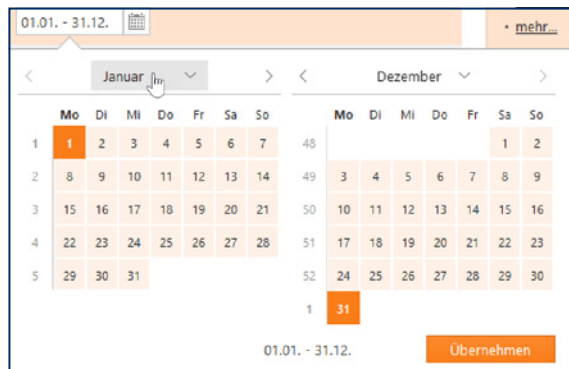 01.01. - 31.12.
• mehr...
< Januar >
Mo Di Mi Do Fr Sa So
1 1 2 3 4 5 6 7
2 8 9 10 11 12 13 14
3 15 16 17 18 19 20 21
4 22 23 24 25 26 27 28
5 29 30 31
< Dezember >
Mo Di Mi Do Fr Sa So
48 1 2
49 3 4 5 6 7 8 9
50 10 11 12 13 14 15 16
51 17 18 19 20 21 22 23
52 24 25 26 27 28 29 30
1 31
01.01. - 31.12.
Übernehmen